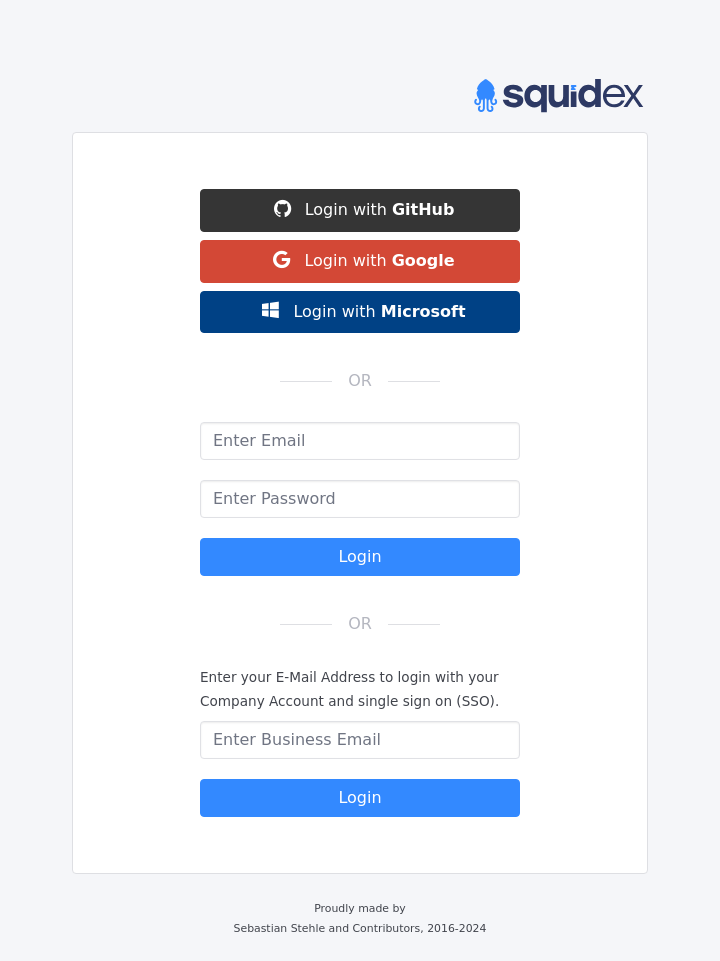 squidex
Login with GitHub
Login with Google
Login with Microsoft
OR
Enter Email
Enter Password
Login
OR
Enter your E-Mail Address to login with your
Company Account and single sign on (SSO).
Enter Business Email
Login
Proudly made by
Sebastian Stehle and Contributors, 2016-2024